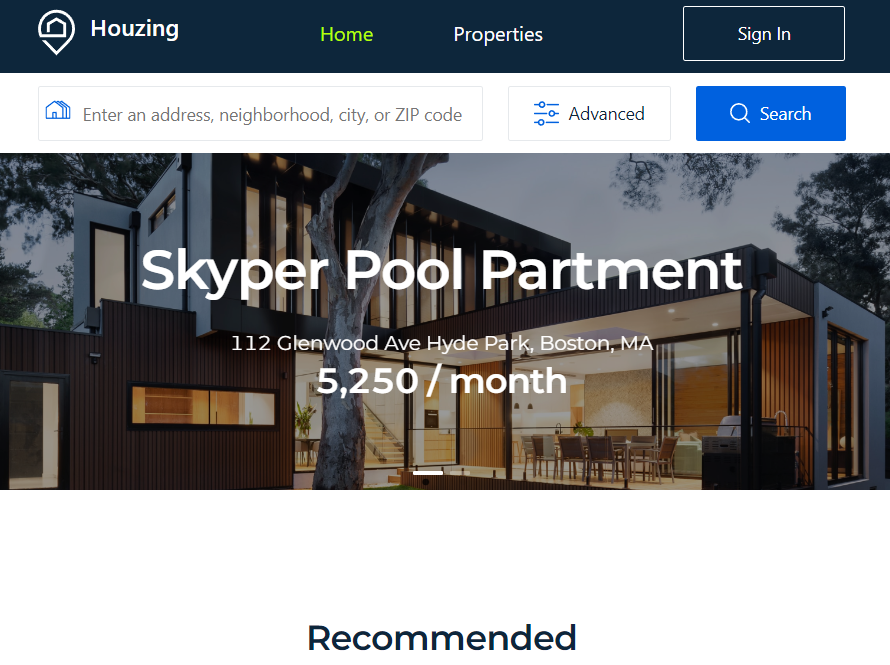 Houzing
Home
Properties
Sign In
Enter an address, neighborhood, city, or ZIP code
Advanced
Search
Skyper Pool Partment
112 Glenwood Ave Hyde Park, Boston, MA
5,250 / month
Recommended